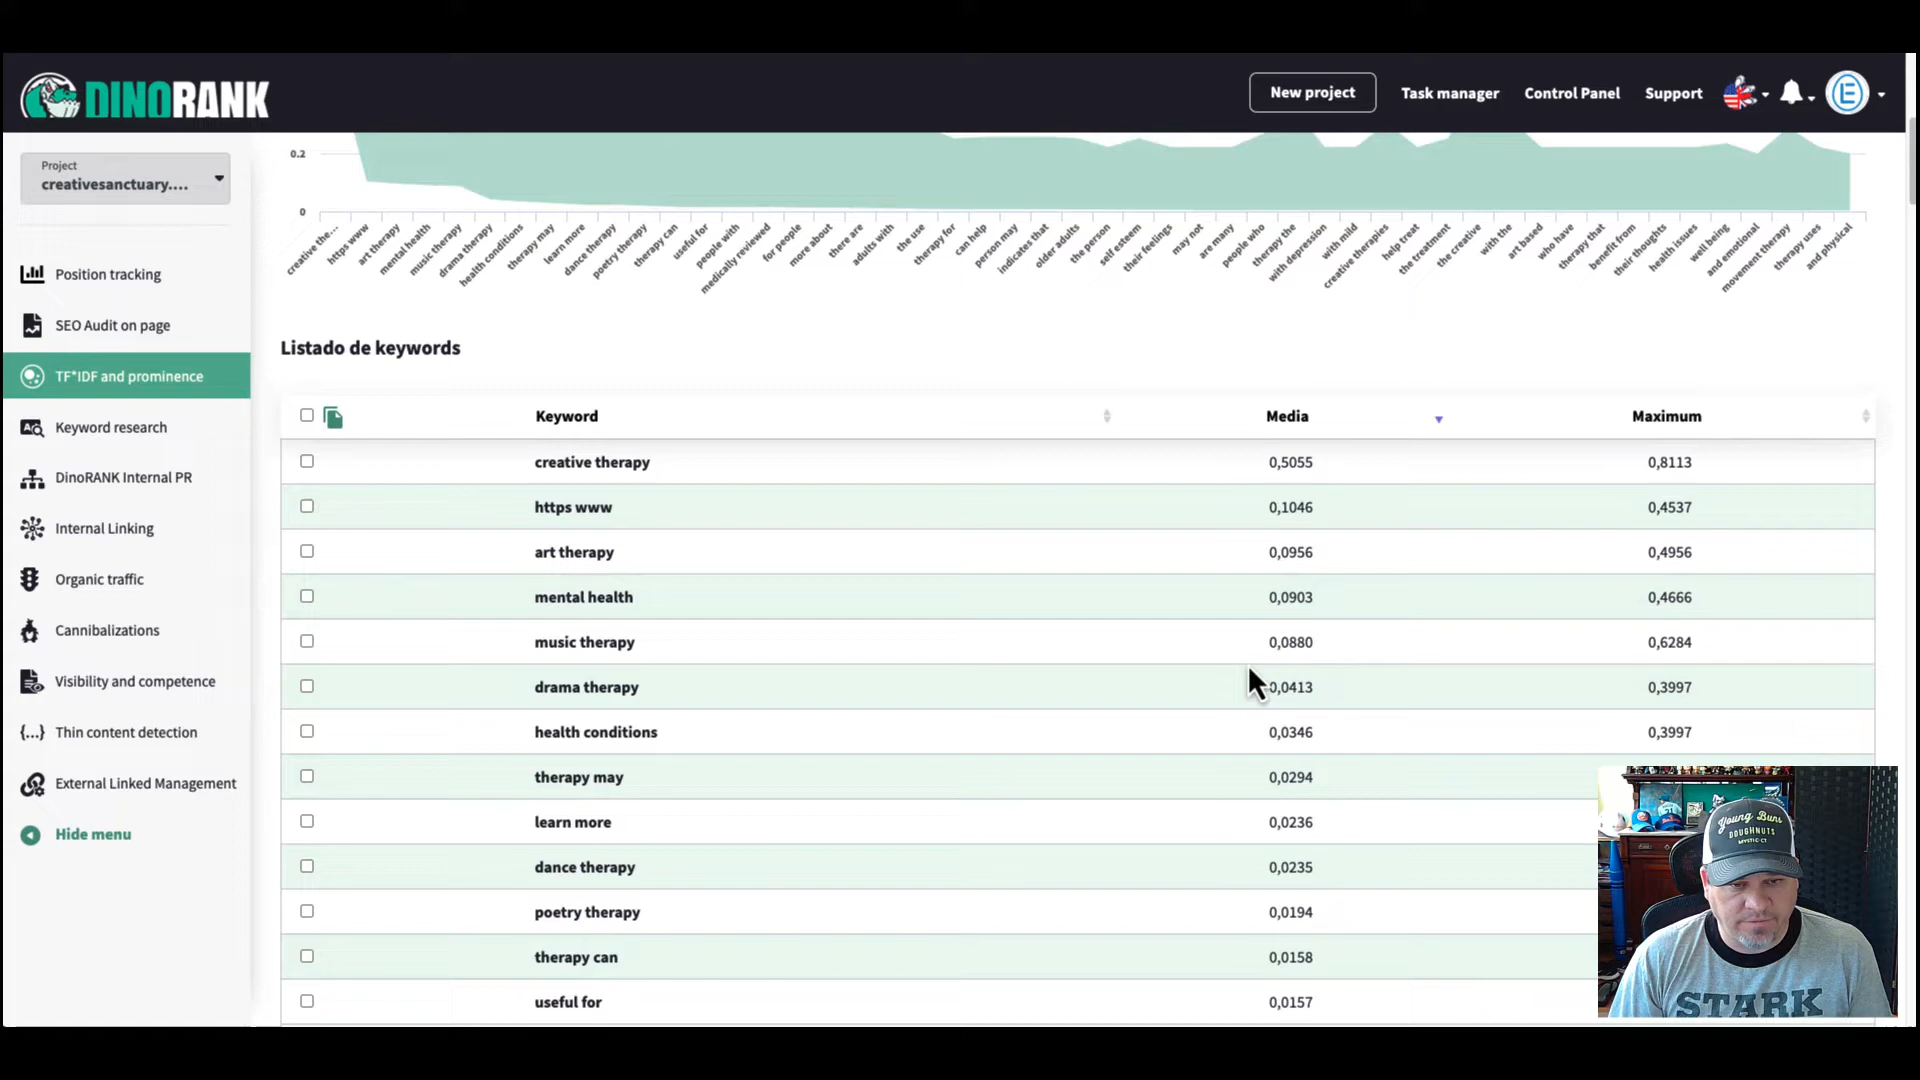 DINORANK
New project
Task manager
Control Panel
Support
Project
creativesanctuary....
Position tracking
SEO Audit on page
TF*IDF and prominence
Keyword research
DinoRANK Internal PR
Internal Linking
Organic traffic
Cannibalizations
Visibility and competence
{...} Thin content detection
External Linked Management
Hide menu
0.2
0
creative the...
https www
art therapy
mental health
music therapy
drama therapy
health conditions
therapy may
learn more
dance therapy
poetry therapy
therapy can
useful for
people with
medically reviewed
for people
more about
there are
adults with
the use
therapy for
can help
person may
indicates that
older adults
the person
self esteem
their feelings
may not
are many
people who
therapy the
with depression
with mild
creative therapies
help treat
the treatment
the creative
with the
art based
who have
therapy that
benefit from
their thoughts
health issues
well being
and emotional
movement therapy
therapy uses
and physical
Listado de keywords
Keyword Media Maximum
creative therapy 0,5055 0,8113
https www 0,1046 0,4537
art therapy 0,0956 0,4956
mental health 0,0903 0,4666
music therapy 0,0880 0,6284
drama therapy 0,0413 0,3997
health conditions 0,0346 0,3997
therapy may 0,0294
learn more 0,0236
dance therapy 0,0235
poetry therapy 0,0194
therapy can 0,0158
useful for 0,0157
Young Buns
DOUGHNUTS
MYSTIC CT
STARK